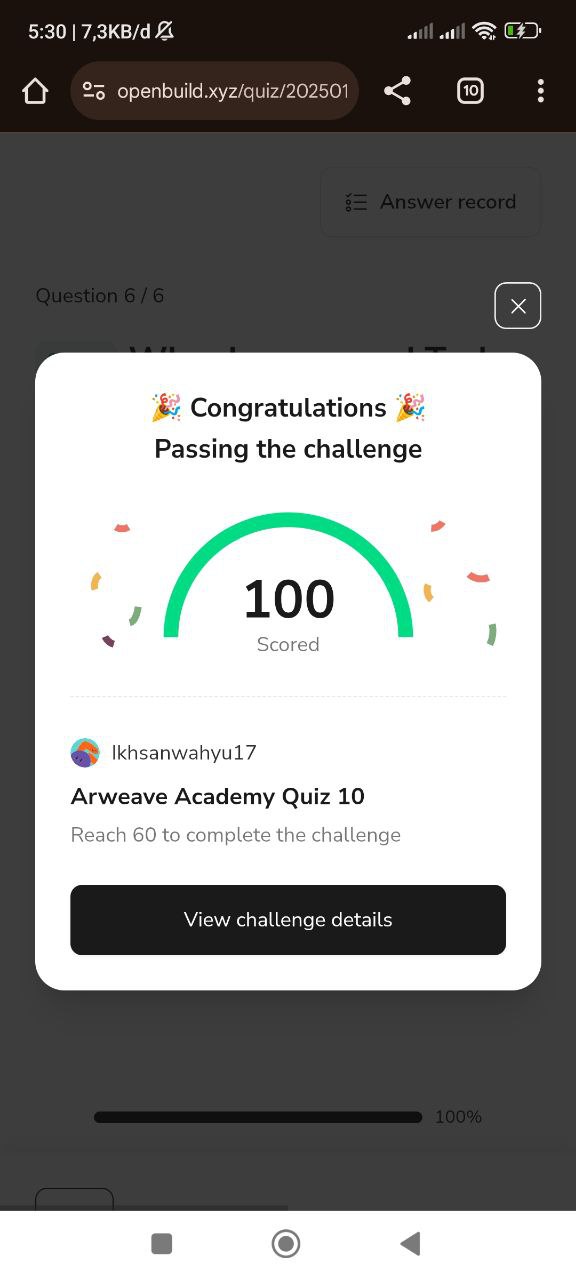 5:30 | 7,3KB/d
openbuild.xyz/quiz/202501
10
Answer record
Question 6 / 6
🎉 Congratulations 🎉
Passing the challenge
100
Scored
Ikhsanwahyu17
Arweave Academy Quiz 10
Reach 60 to complete the challenge
View challenge details
100%